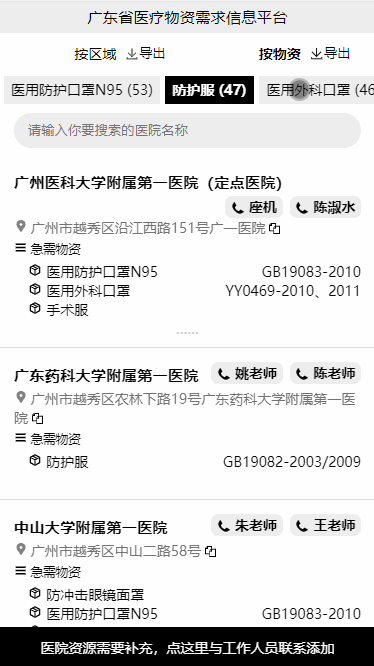 广东省医疗物资需求信息平台
按区域 导出 按物资 导出
医用防护口罩N95 (53) 防护服 (47) 医用外科口罩 (46
请输入你要搜索的医院名称
广州医科大学附属第一医院（定点医院）
座机 陈淑水
广州市越秀区沿江西路151号广一医院
急需物资
医用防护口罩N95 GB19083-2010
医用外科口罩 YY0469-2010、2011
手术服
......
广东药科大学附属第一医院 姚老师 陈老师
广州市越秀区农林下路19号广东药科大学附属第一医
院
急需物资
防护服 GB19082-2003/2009
中山大学附属第一医院 朱老师 王老师
广州市越秀区中山二路58号
急需物资
防冲击眼镜面罩
医用防护口罩N95 GB19083-2010
医院资源需要补充，点这里与工作人员联系添加